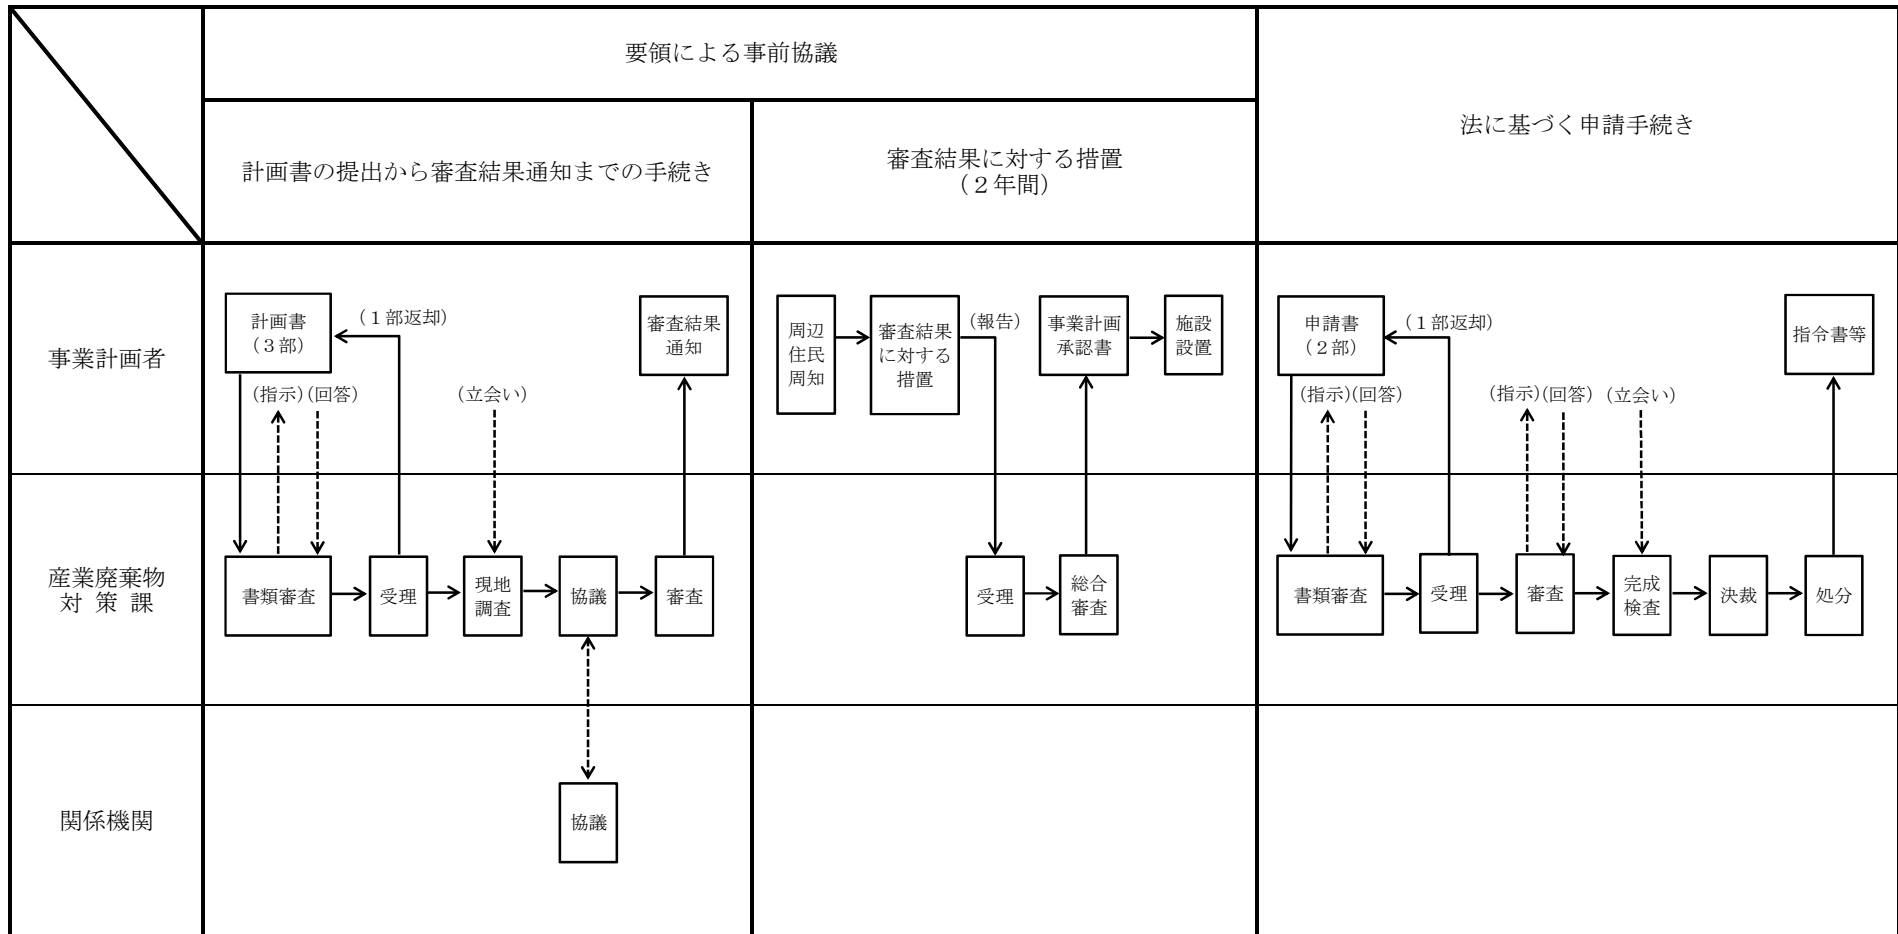 要領による事前協議
法に基づく申請手続き
計画書の提出から審査結果通知までの手続き
審査結果に対する措置
（２年間）
事業計画者
計画書
（３部）
（１部返却）
(指示)(回答)
(立会い)
審査結果
通知
周辺
住民
周知
審査結果
に対する
措置
(報告)
事業計画
承認書
施設
設置
申請書
（２部）
（１部返却）
(指示)(回答)
(指示)(回答)
(立会い)
指令書等
産業廃棄物
対 策 課
書類審査
受理
現地
調査
協議
審査
受理
総合
審査
書類審査
受理
審査
完成
検査
決裁
処分
関係機関
協議